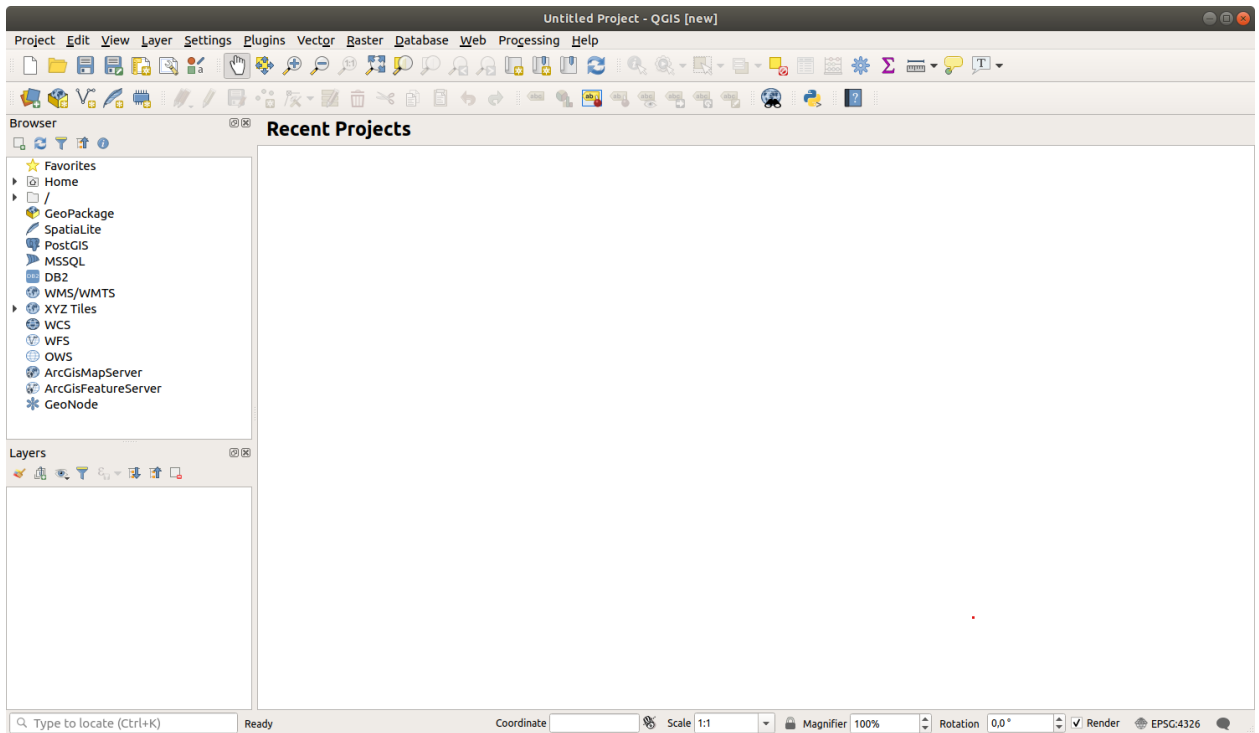 Untitled Project - QGIS [new]
Project Edit View Layer Settings Plugins Vector Raster Database Web Processing Help
Browser
Recent Projects
Favorites
Home
/
GeoPackage
SpatiaLite
PostGIS
MSSQL
DB2
WMS/WMTS
XYZ Tiles
WCS
WFS
OWS
ArcGisMapServer
ArcGisFeatureServer
GeoNode
Layers
Type to locate (Ctrl+K) Ready Coordinate Scale 1:1 Magnifier 100% Rotation 0,0 ° Render EPSG:4326